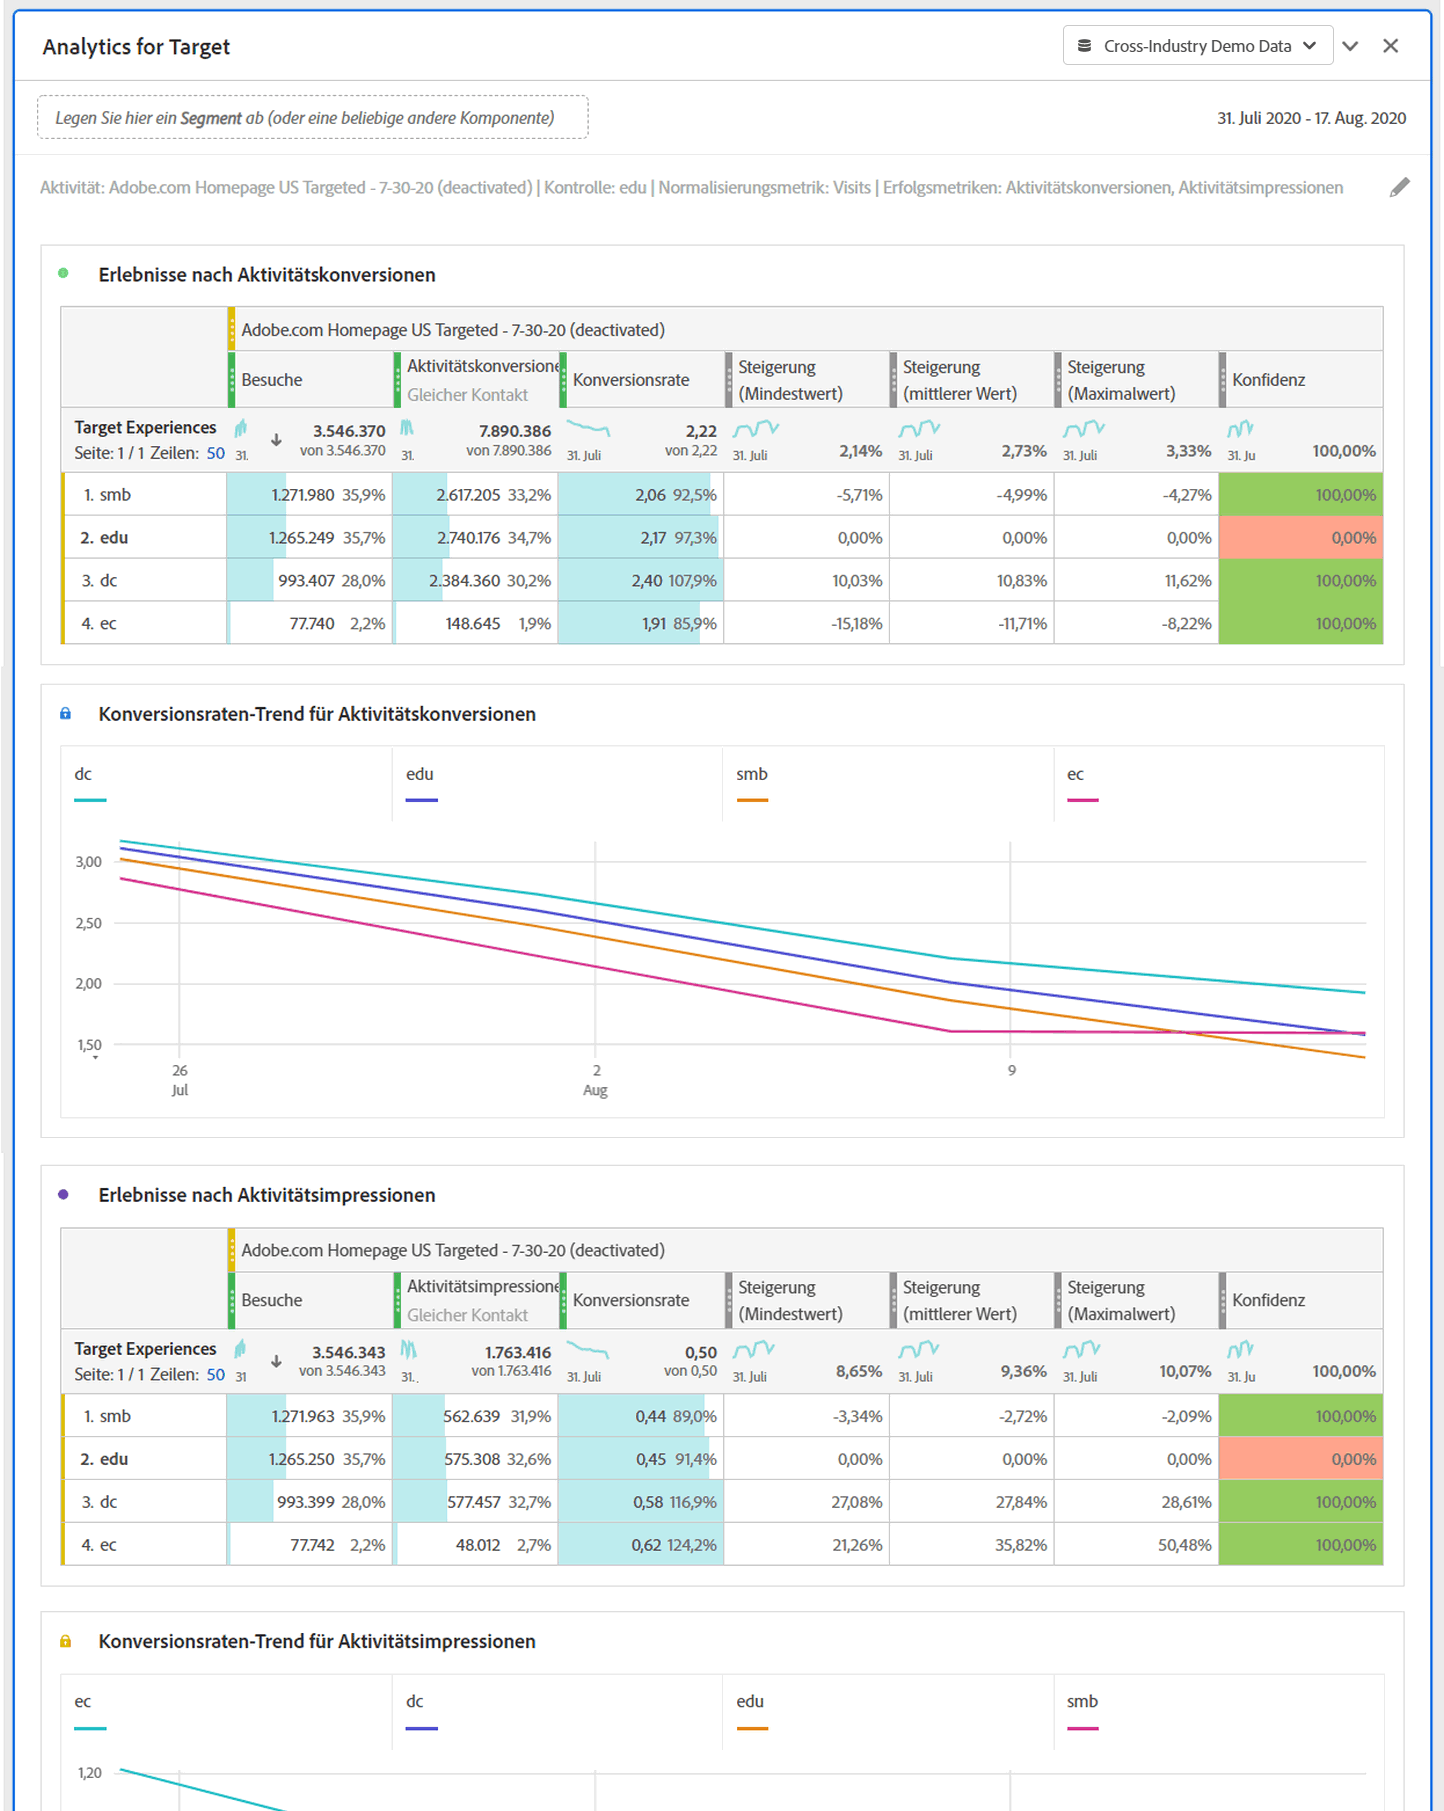 Analytics for Target
Cross-Industry Demo Data
Legen Sie hier ein Segment ab (oder eine beliebige andere Komponente)
31. Juli 2020 - 17. Aug. 2020
Aktivität: Adobe.com Homepage US Targeted - 7-30-20 (deactivated) | Kontrolle: edu | Normalisierungsmetrik: Visits | Erfolgsmetriken: Aktivitätskonversionen, Aktivitätsimpressionen
Erlebnisse nach Aktivitätskonversionen
Adobe.com Homepage US Targeted - 7-30-20 (deactivated)
Besuche
Aktivitätskonversione
Gleicher Kontakt
Konversionsrate
Steigerung
(Mindestwert)
Steigerung
(mittlerer Wert)
Steigerung
(Maximalwert)
Konfidenz
Target Experiences
Seite: 1 / 1 Zeilen: 50
31.
3.546.370
von 3.546.370
31.
7.890.386
von 7.890.386
31. Juli
2,22
von 2,22
31. Juli
2,14%
31. Juli
2,73%
31. Juli
3,33%
31. Ju
100,00%
1. smb 1.271.980 35,9% 2.617.205 33,2% 2,06 92,5% -5,71% -4,99% -4,27% 100,00%
2. edu 1.265.249 35,7% 2.740.176 34,7% 2,17 97,3% 0,00% 0,00% 0,00% 0,00%
3. dc 993.407 28,0% 2.384.360 30,2% 2,40 107,9% 10,03% 10,83% 11,62% 100,00%
4. ec 77.740 2,2% 148.645 1,9% 1,91 85,9% -15,18% -11,71% -8,22% 100,00%
Konversionsraten-Trend für Aktivitätskonversionen
dc edu smb ec
3,00
2,50
2,00
1,50
26 2 9
Jul Aug
Erlebnisse nach Aktivitätsimpressionen
Adobe.com Homepage US Targeted - 7-30-20 (deactivated)
Besuche
Aktivitätsimpressione
Gleicher Kontakt
Konversionsrate
Steigerung
(Mindestwert)
Steigerung
(mittlerer Wert)
Steigerung
(Maximalwert)
Konfidenz
Target Experiences
Seite: 1 / 1 Zeilen: 50
31
3.546.343
von 3.546.343
31.
1.763.416
von 1.763.416
31. Juli
0,50
von 0,50
31. Juli
8,65%
31. Juli
9,36%
31. Juli
10,07%
31. Ju
100,00%
1. smb 1.271.963 35,9% 562.639 31,9% 0,44 89,0% -3,34% -2,72% -2,09% 100,00%
2. edu 1.265.250 35,7% 575.308 32,6% 0,45 91,4% 0,00% 0,00% 0,00% 0,00%
3. dc 993.399 28,0% 577.457 32,7% 0,58 116,9% 27,08% 27,84% 28,61% 100,00%
4. ec 77.742 2,2% 48.012 2,7% 0,62 124,2% 21,26% 35,82% 50,48% 100,00%
Konversionsraten-Trend für Aktivitätsimpressionen
ec dc edu smb
1,20